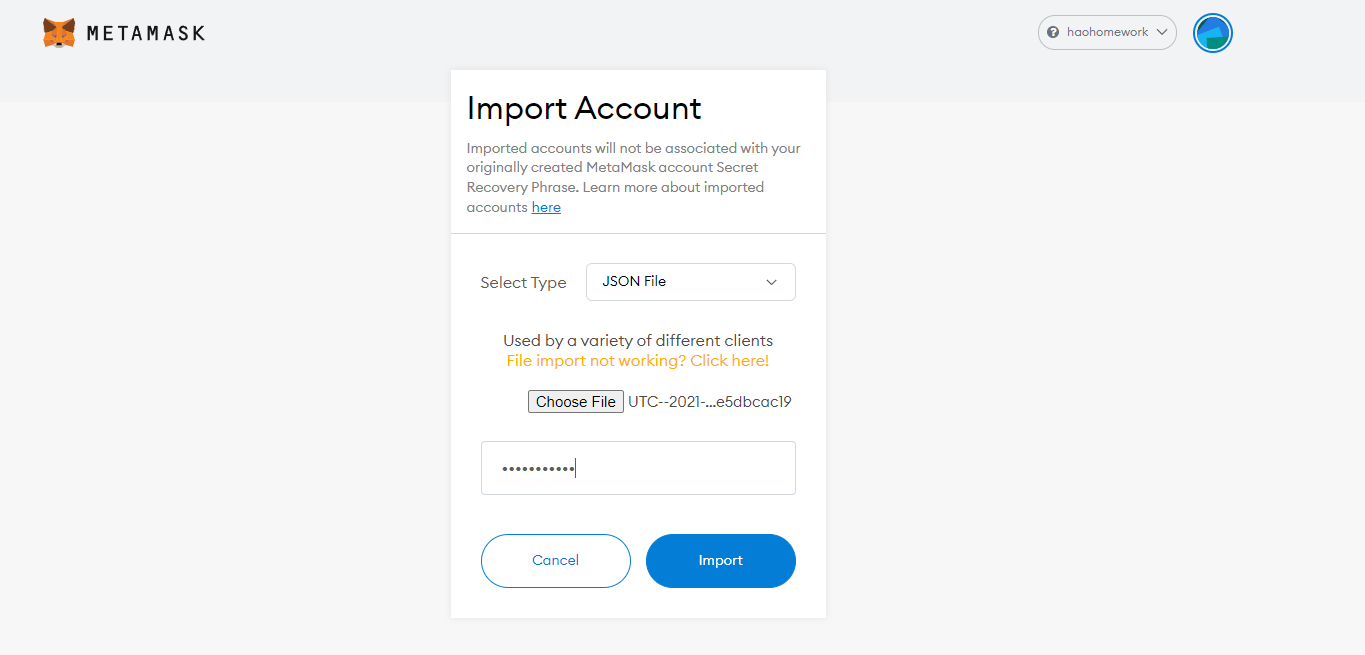 METAMASK
haohomework
Import Account
Imported accounts will not be associated with your
originally created MetaMask account Secret
Recovery Phrase. Learn more about imported
accounts here
Select Type
JSON File
Used by a variety of different clients
File import not working? Click here!
Choose File UTC--2021-...e5dbcac19
•••••••••••
Cancel
Import